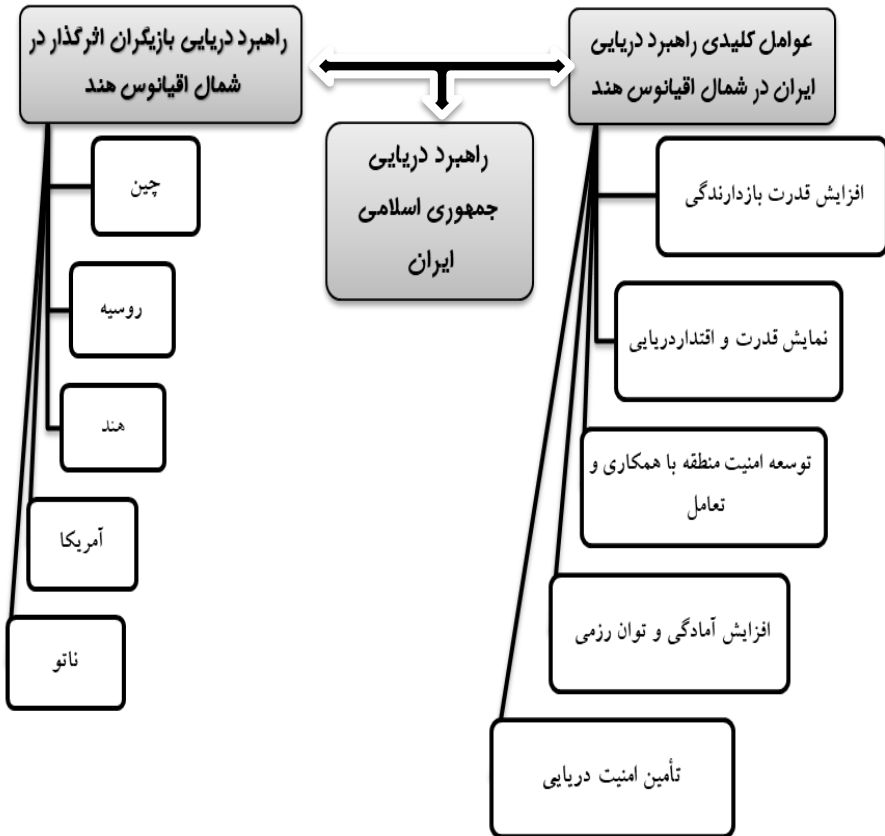 عوامل کلیدی راهبرد دریایی
ایران در شمال اقیانوس هند
افزایش قدرت بازدارندگی
نمایش قدرت و اقتداردریایی
توسعه امنیت منطقه با همکاری و
تعامل
افزایش آمادگی و توان رزمی
تأمین امنیت دریایی
راهبرد دریایی
جمهوری اسلامی
ایران
راهبرد دریایی بازیگران اثرگذار در
شمال اقیانوس هند
چین
روسیه
هند
آمریکا
ناتو